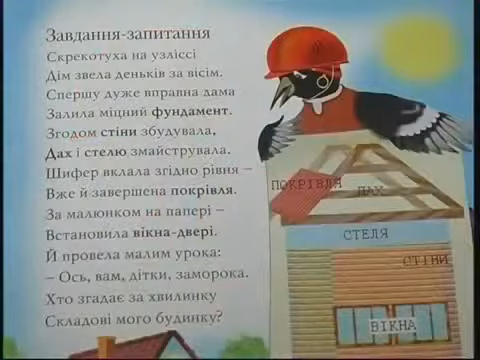 Завдання-запитання
Скрекотуха на узліссі
Дім звела деньків за вісім.
Спершу дуже вправна дама
Залила міцний фундамент.
Згодом стіни збудувала,
Дах і стелю змайструвала.
Шифер вклала згідно рівня –
Вже й завершена покрівля.
За малюнком на папері –
Встановила вікна-двері.
Й провела малим урока:
– Ось, вам, дітки, заморока.
Хто згадає за хвилинку
Складові мого будинку?
ПОКРІВЛЯ
ДАХ
СТЕЛЯ
СТІНИ
ВІКНА